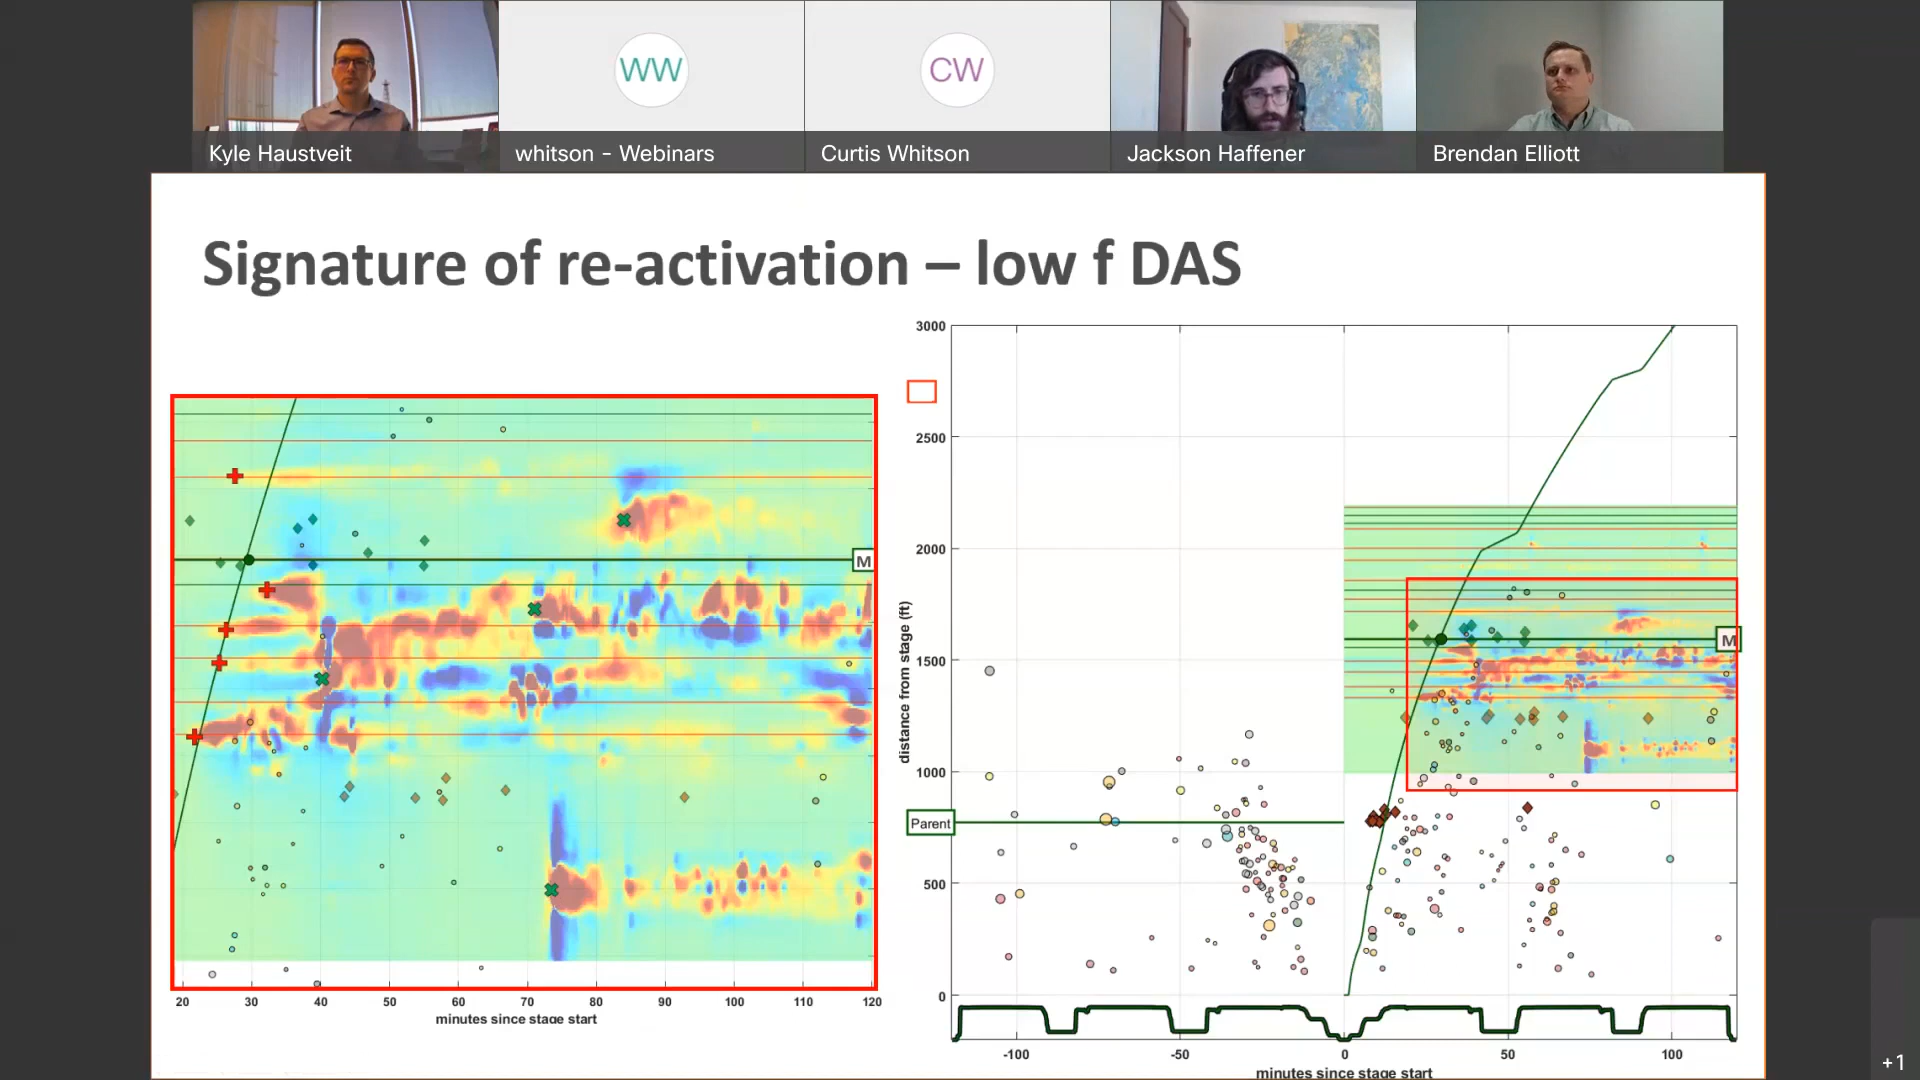 WW
CW
Kyle Haustveit
whitson - Webinars
Curtis Whitson
Jackson Haffener
Brendan Elliott
Signature of re-activation – low f DAS
M
20 30 40 50 60 70 80 90 100 110 120
minutes since stage start
3000
2500
2000
1500
1000
500
0
distance from stage (ft)
Parent
M
-100 -50 0 50 100
minutes since stage start
+1